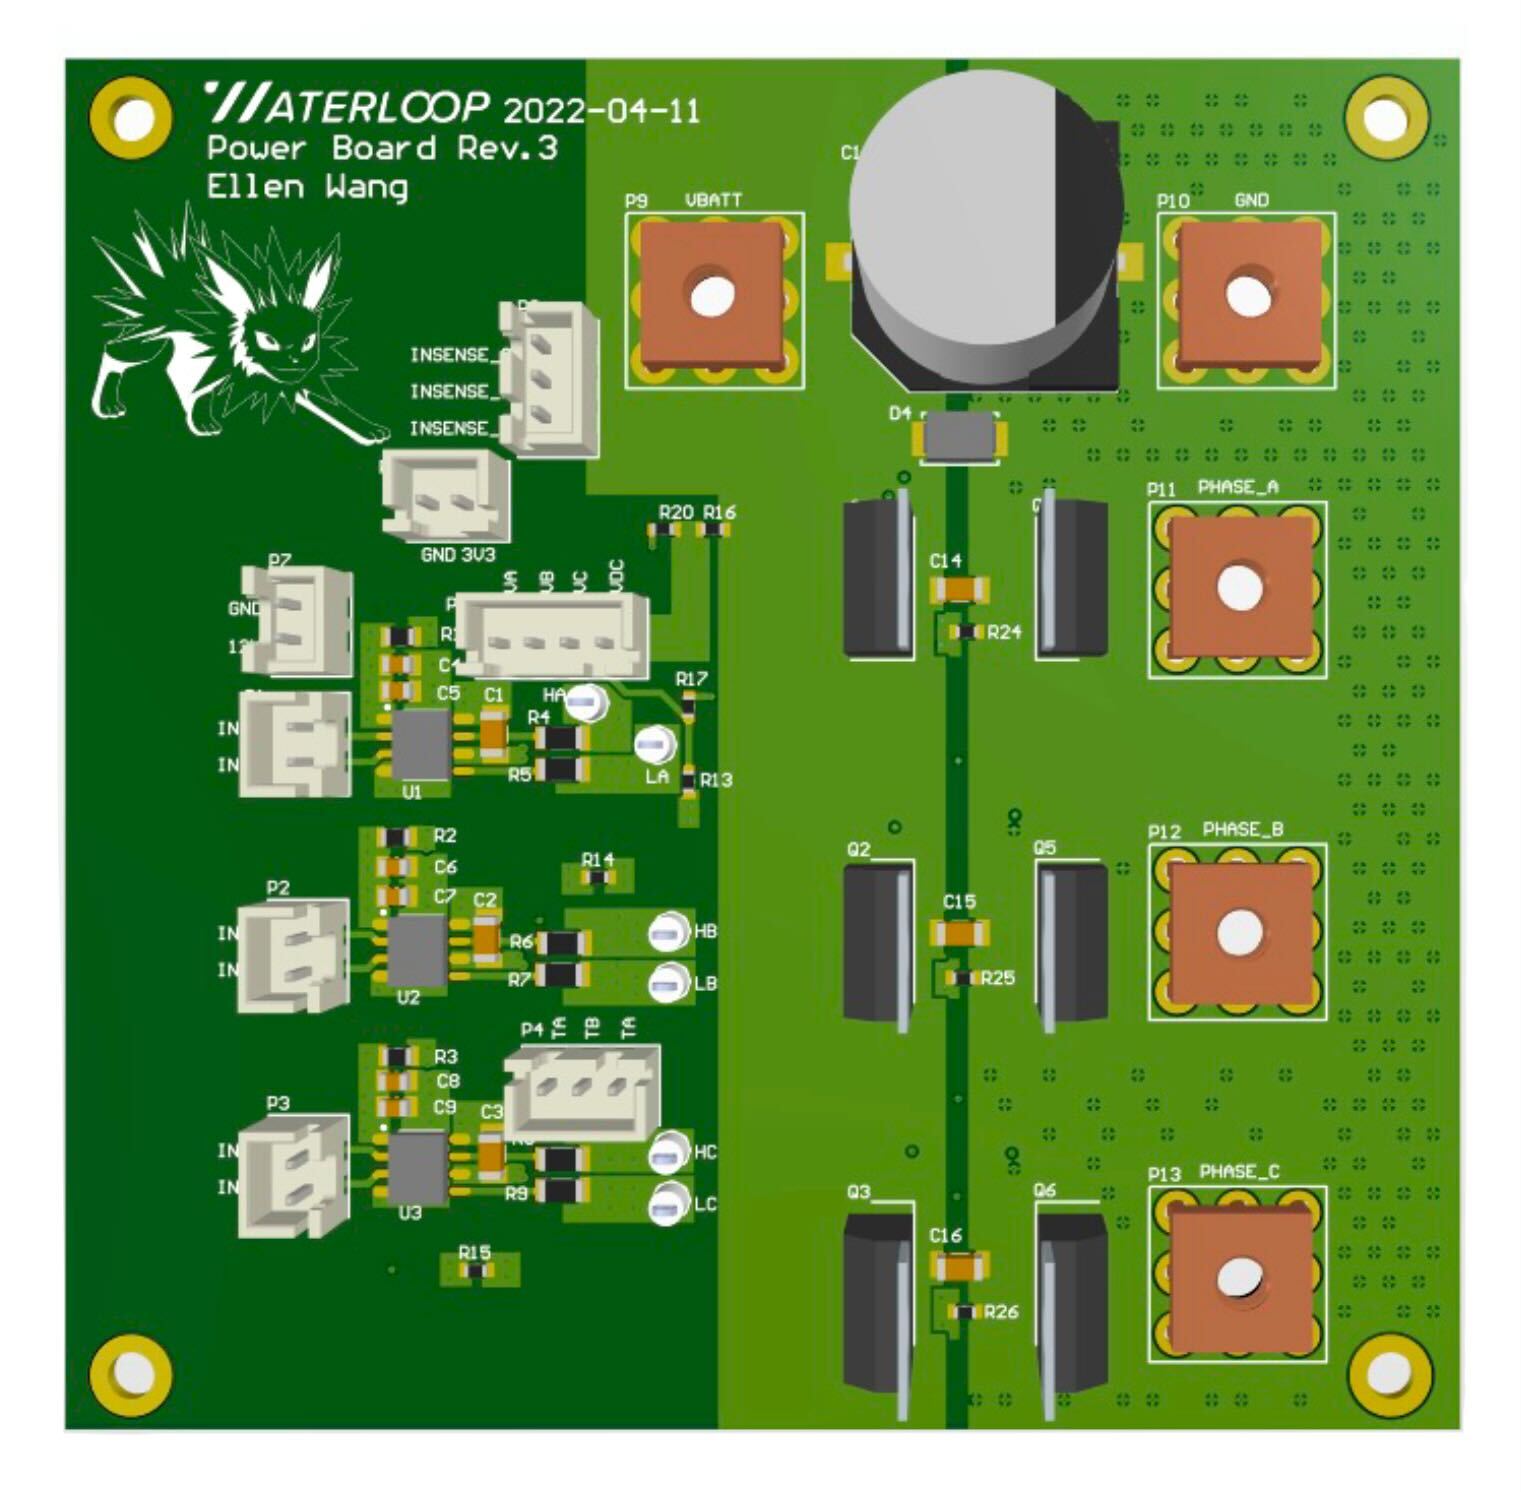 WATERLOOP 2022-04-11
Power Board Rev.3
Ellen Wang
P9 VBATT
P10 GND
INSENSE_
INSENSE_
INSENSE_
D4
GND 3V3
R20 R16
P11 PHASE_A
P7
GND
VA VB VC VDC
C14
R24
C4
C5
C1
HA
R17
IN
IN
R4
R5
LA
R13
U1
R2
C6
C7
R14
P2
C2
IN
IN
R6
R7
HB
LB
U2
Q2
Q5
P12 PHASE_B
C15
R25
P4 TA TB TA
R3
C8
C9
P3
C3
IN
IN
R9
HC
LC
U3
R15
Q3
Q6
P13 PHASE_C
C16
R26